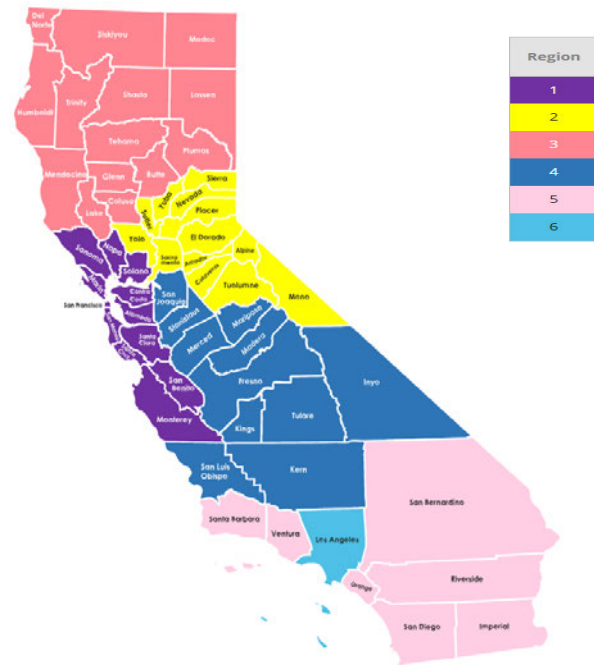 Del
Norte
Siskiyou
Modoc
Region
1
2
3
4
5
6
Humboldt
Trinity
Shasta
Lassen
Tehama
Plumas
Mendocino
Glenn
Butte
Lake
Colusa
Sutter
Yuba
Sierra
Nevada
Placer
Yolo
El Dorado
Sonoma
Napa
Solano
Sacra
mento
Amador
Alpine
Calaveras
Marin
Contra
Costa
San
Joaquin
Tuolumne
Mono
San Francisco
Alameda
Stanislaus
Mariposa
Santa
Clara
Merced
Madera
San
Benito
Fresno
Inyo
Monterey
Kings
Tulare
San Luis
Obispo
Kern
San Bernardino
Santa Barbara
Ventura
Los Angeles
Orange
Riverside
San Diego
Imperial